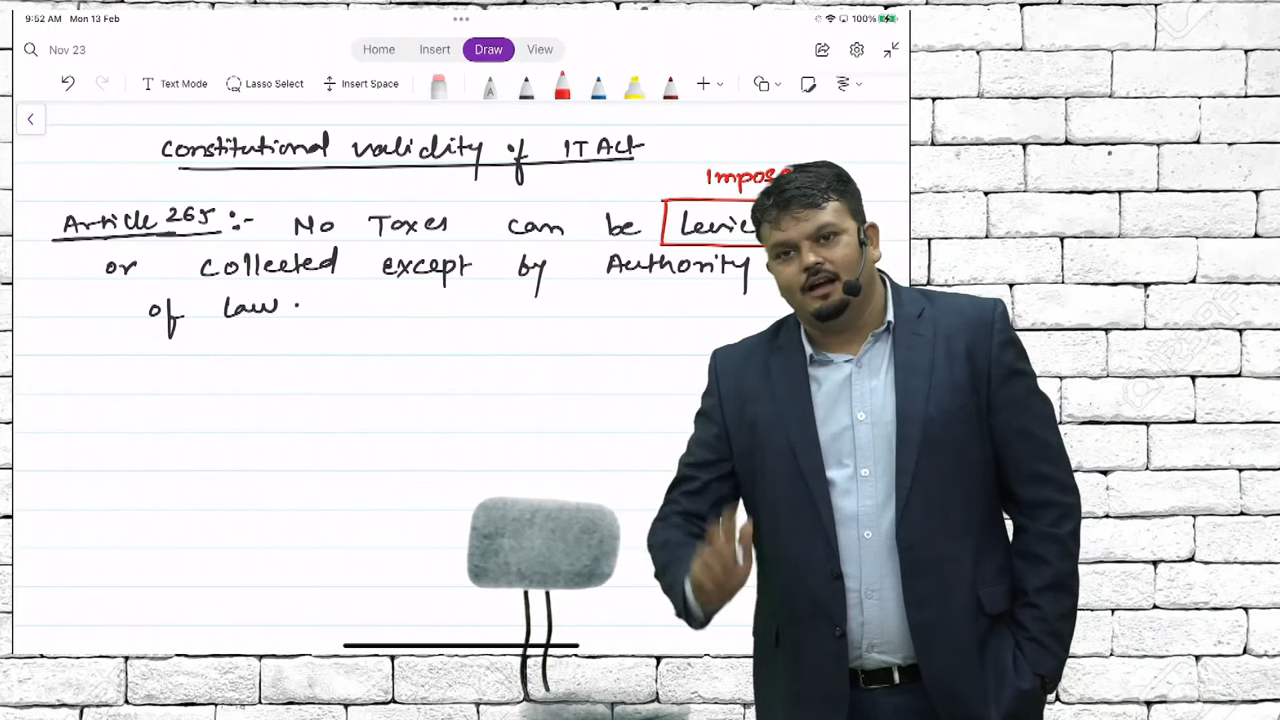 9:52 AM Mon 13 Feb
100%
Nov 23
Home Insert Draw View
Text Mode Lasso Select Insert Space
Constitutional validity of IT Act
Article 265 :- No Taxes can be
or collected except by Authority
of law.